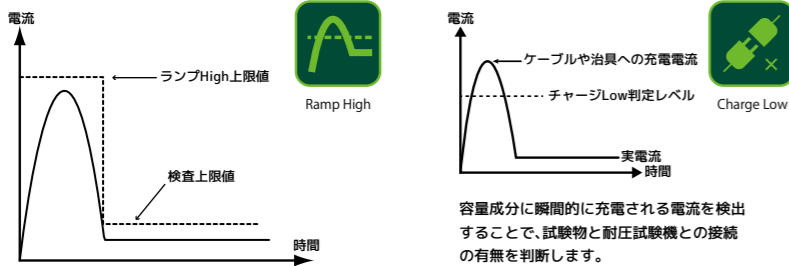 電流
ランプHigh上限値
検査上限値
時間
Ramp High
電流
ケーブルや治具への充電電流
チャージLow判定レベル
実電流
時間
Charge Low
容量成分に瞬間的に充電される電流を検出
することで、試験物と耐圧試験機との接続
の有無を判断します。